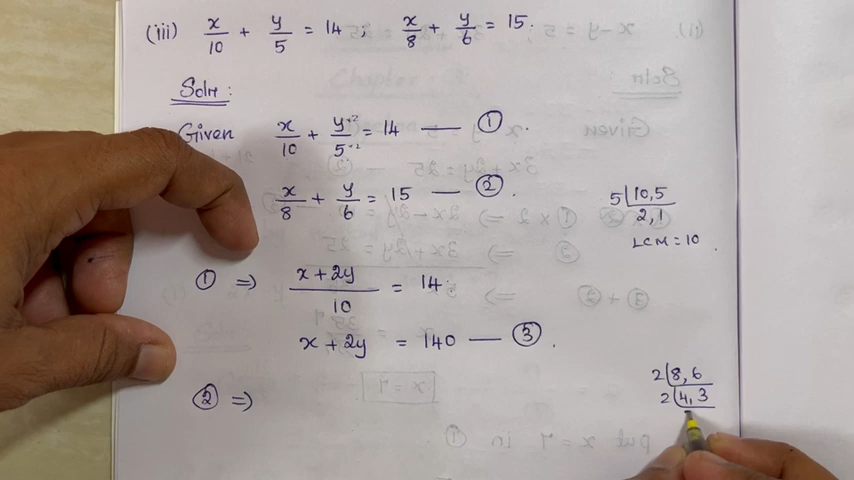 (iii) x/10 + y/5 = 14 ; x/8 + y/6 = 15.
Soln:
Given x/10 + y×2/5×2 = 14 — ①.
x/8 + y/6 = 15 — ②.
5 | 10, 5
2, 1
LCM = 10
① ⇒ x + 2y / 10 = 14
x + 2y = 140 — ③.
② ⇒
2 | 8, 6
2 | 4, 3